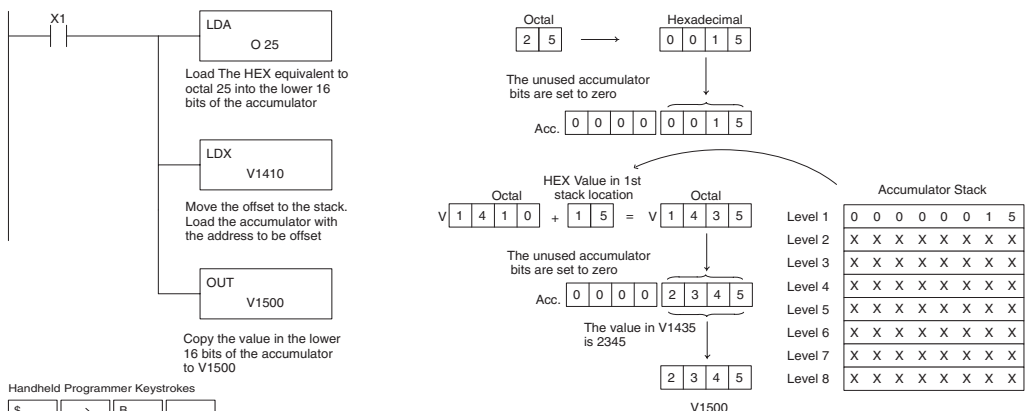 X1
LDA
O 25
Load The HEX equivalent to
octal 25 into the lower 16
bits of the accumulator
LDX
V1410
Move the offset to the stack.
Load the accumulator with
the address to be offset
OUT
V1500
Copy the value in the lower
16 bits of the accumulator
to V1500
Handheld Programmer Keystrokes
$ → B
Octal
2 5
Hexadecimal
0 0 1 5
The unused accumulator
bits are set to zero
Acc. 0 0 0 0 0 0 1 5
HEX Value in 1st
stack location
Octal
Octal
V 1 4 1 0 + 1 5 = V 1 4 3 5
The unused accumulator
bits are set to zero
Acc. 0 0 0 0 2 3 4 5
The value in V1435
is 2345
2 3 4 5
V1500
Accumulator Stack
Level 1 0 0 0 0 0 0 1 5
Level 2 X X X X X X X X
Level 3 X X X X X X X X
Level 4 X X X X X X X X
Level 5 X X X X X X X X
Level 6 X X X X X X X X
Level 7 X X X X X X X X
Level 8 X X X X X X X X